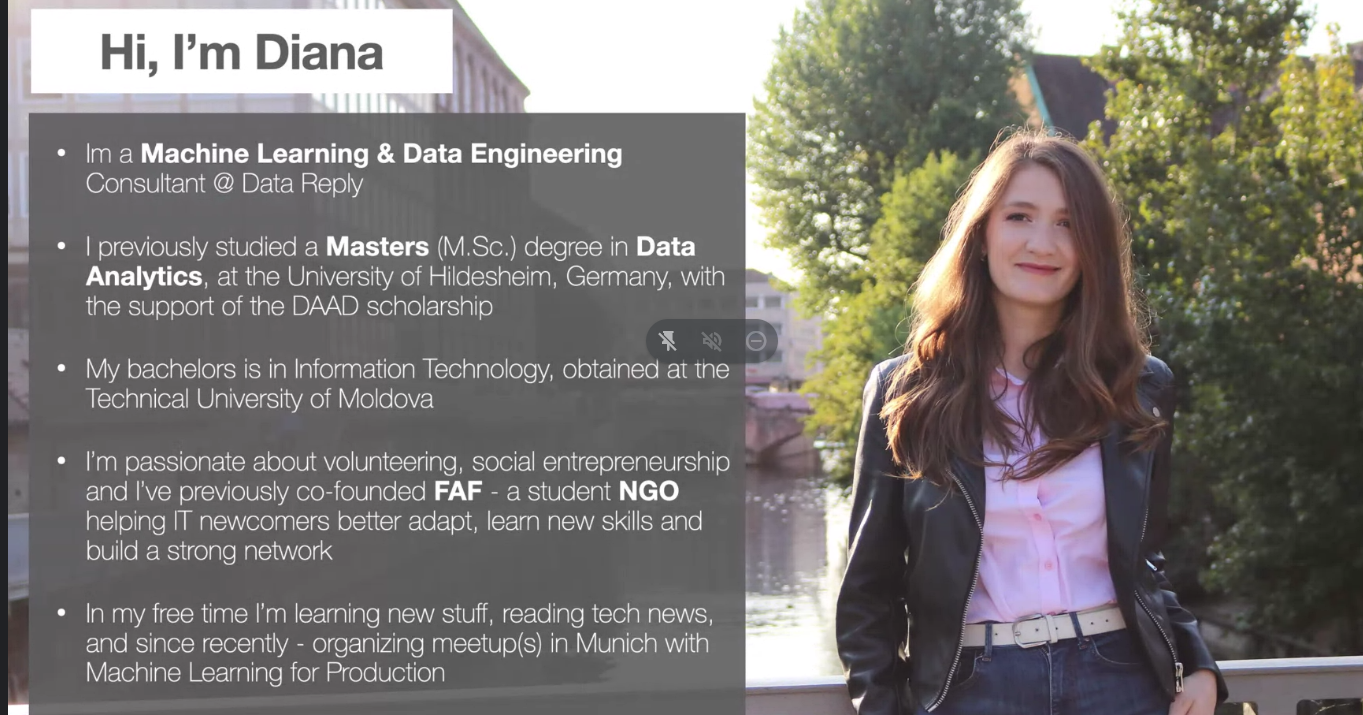 Hi, I’m Diana
• Im a Machine Learning & Data Engineering
Consultant @ Data Reply
• I previously studied a Masters (M.Sc.) degree in Data
Analytics, at the University of Hildesheim, Germany, with
the support of the DAAD scholarship
• My bachelors is in Information Technology, obtained at the
Technical University of Moldova
• I’m passionate about volunteering, social entrepreneurship
and I’ve previously co-founded FAF - a student NGO
helping IT newcomers better adapt, learn new skills and
build a strong network
• In my free time I’m learning new stuff, reading tech news,
and since recently - organizing meetup(s) in Munich with
Machine Learning for Production